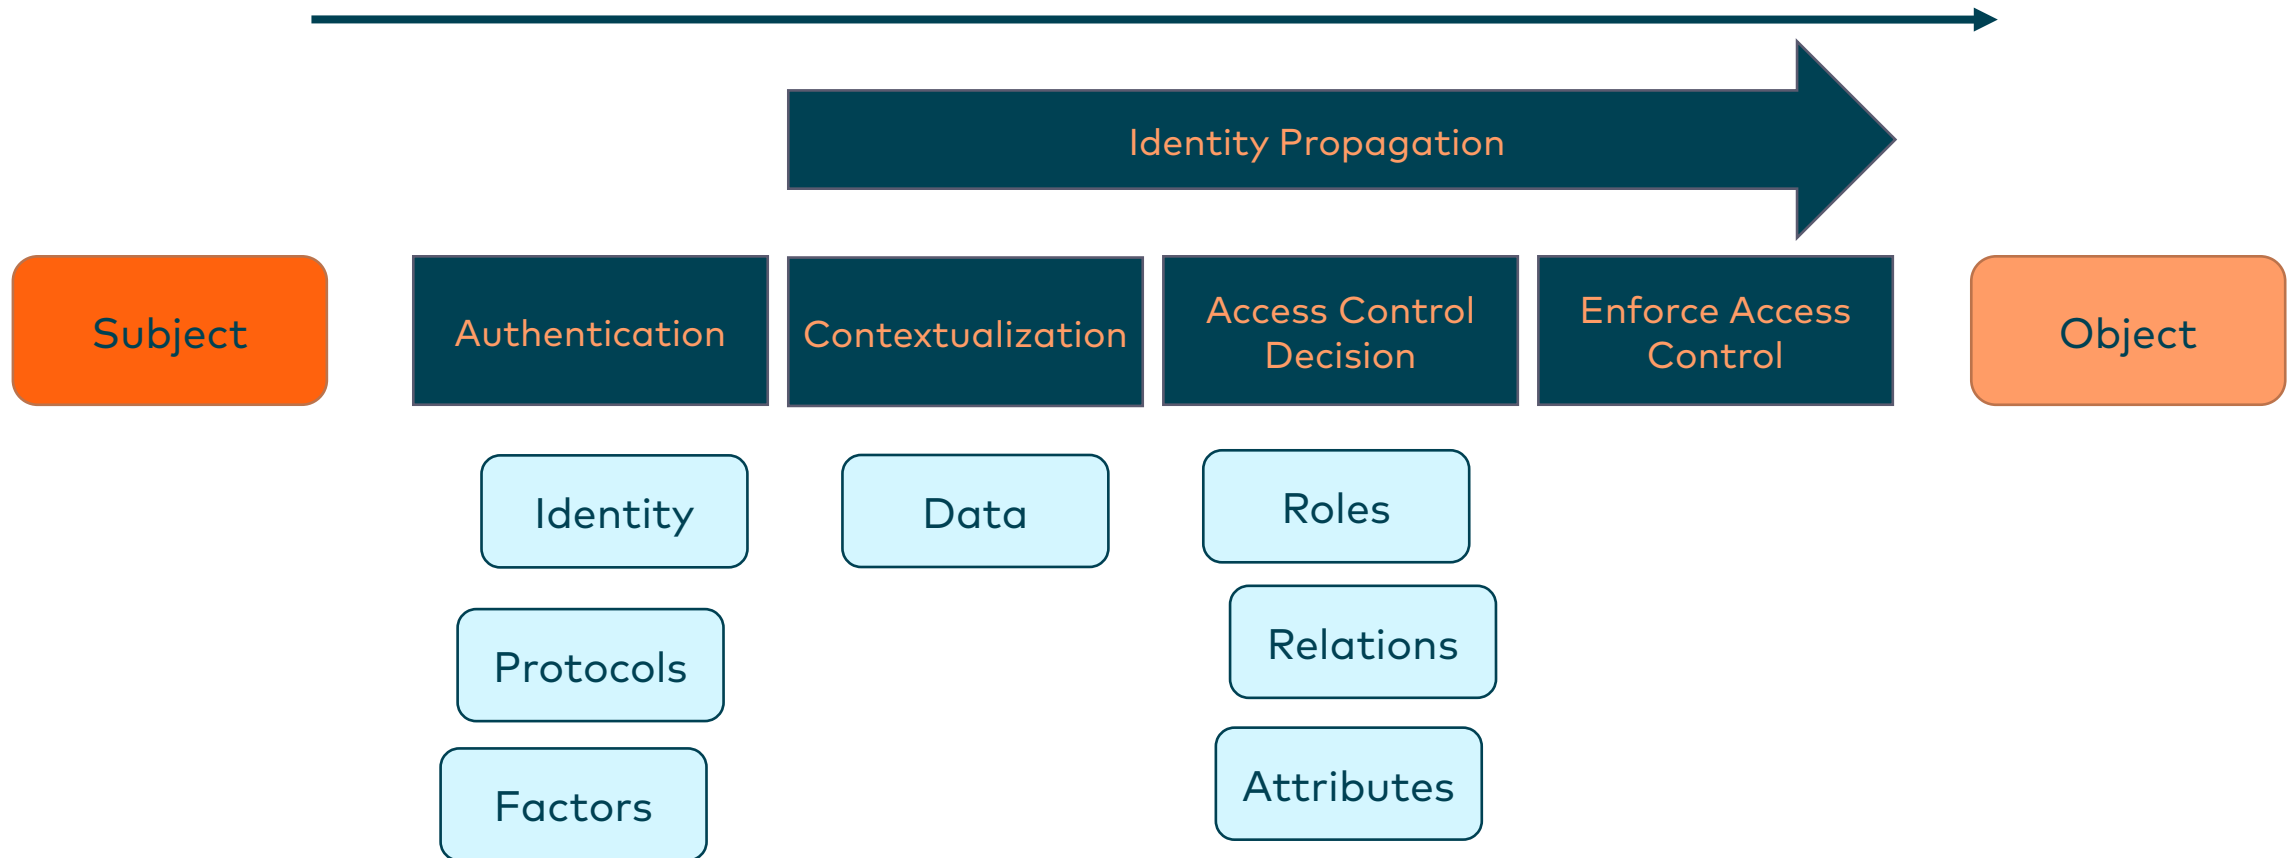 Identity Propagation
Subject
Authentication
Contextualization
Access Control
Decision
Enforce Access
Control
Object
Identity
Data
Roles
Protocols
Relations
Factors
Attributes